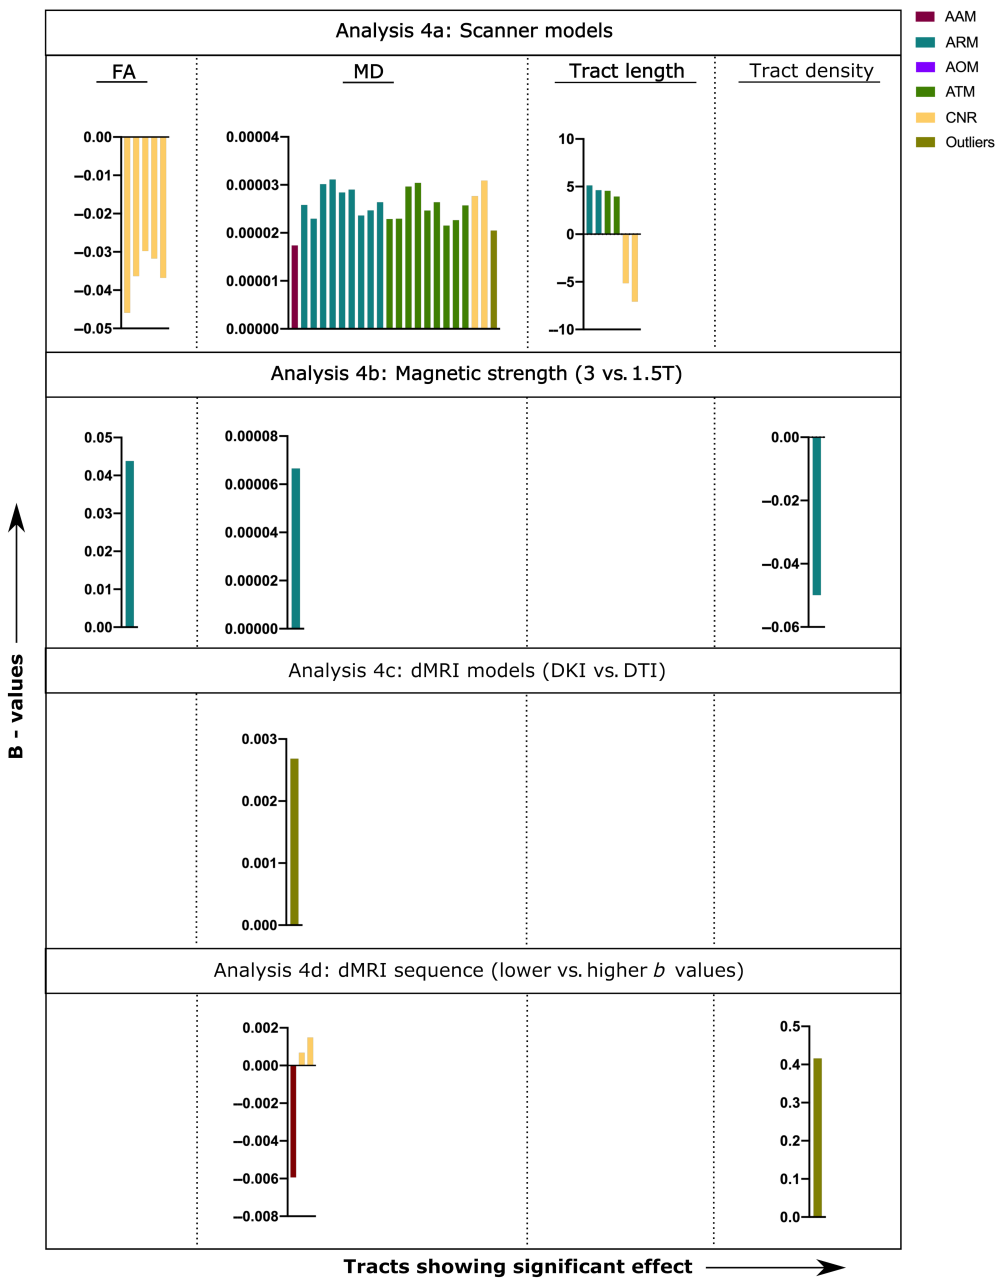 Analysis 4a: Scanner models
AAM
ARM
AOM
ATM
CNR
Outliers
FA
MD
Tract length
Tract density
0.00
−0.01
−0.02
−0.03
−0.04
−0.05
0.00004
0.00003
0.00002
0.00001
0.00000
10
5
0
−5
−10
Analysis 4b: Magnetic strength (3 vs. 1.5T)
0.05
0.04
0.03
0.02
0.01
0.00
0.00008
0.00006
0.00004
0.00002
0.00000
0.00
−0.02
−0.04
−0.06
B - values
Analysis 4c: dMRI models (DKI vs. DTI)
0.003
0.002
0.001
0.000
Analysis 4d: dMRI sequence (lower vs. higher b values)
0.002
0.000
−0.002
−0.004
−0.006
−0.008
0.5
0.4
0.3
0.2
0.1
0.0
Tracts showing significant effect